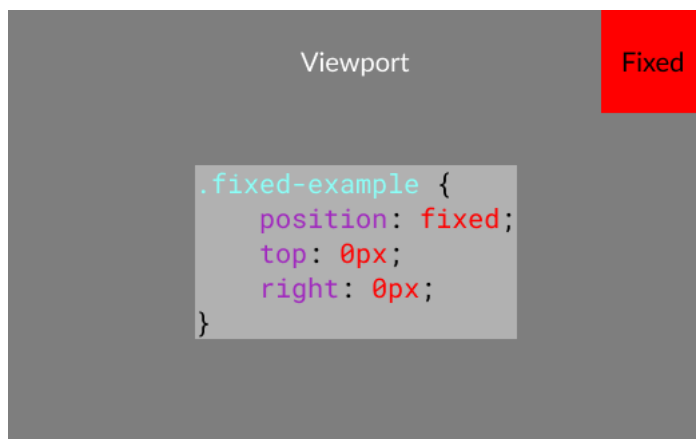 Viewport
Fixed
.fixed-example {
    position: fixed;
    top: 0px;
    right: 0px;
}